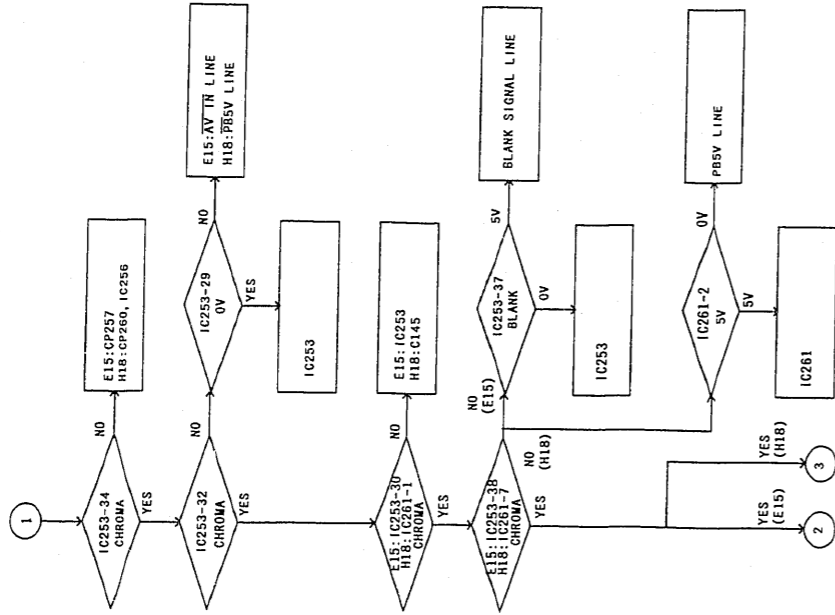 1
IC253-34
CHROMA
NO
E15:CP257
H18:CP260, IC256
YES
IC253-32
CHROMA
NO
IC253-29
0V
NO
E15:AV IN LINE
H18:PB5V LINE
YES
IC253
YES
E15:IC253-30
H18:IC261-1
CHROMA
NO
E15:IC253
H18:C145
YES
E15:IC253-38
H18:IC261-7
CHROMA
NO
(E15)
IC253-37
BLANK
5V
BLANK SIGNAL LINE
0V
IC253
NO
(H18)
IC261-2
5V
0V
PB5V LINE
5V
IC261
YES
YES
(E15)
2
YES
(H18)
3